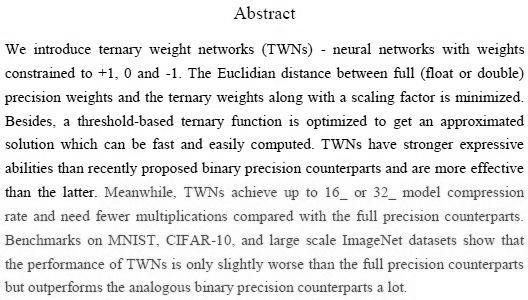 Abstract
We introduce ternary weight networks (TWNs) - neural networks with weights
constrained to +1, 0 and -1. The Euclidian distance between full (float or double)
precision weights and the ternary weights along with a scaling factor is minimized.
Besides, a threshold-based ternary function is optimized to get an approximated
solution which can be fast and easily computed. TWNs have stronger expressive
abilities than recently proposed binary precision counterparts and are more effective
than the latter. Meanwhile, TWNs achieve up to 16_ or 32_ model compression
rate and need fewer multiplications compared with the full precision counterparts.
Benchmarks on MNIST, CIFAR-10, and large scale ImageNet datasets show that
the performance of TWNs is only slightly worse than the full precision counterparts
but outperforms the analogous binary precision counterparts a lot.